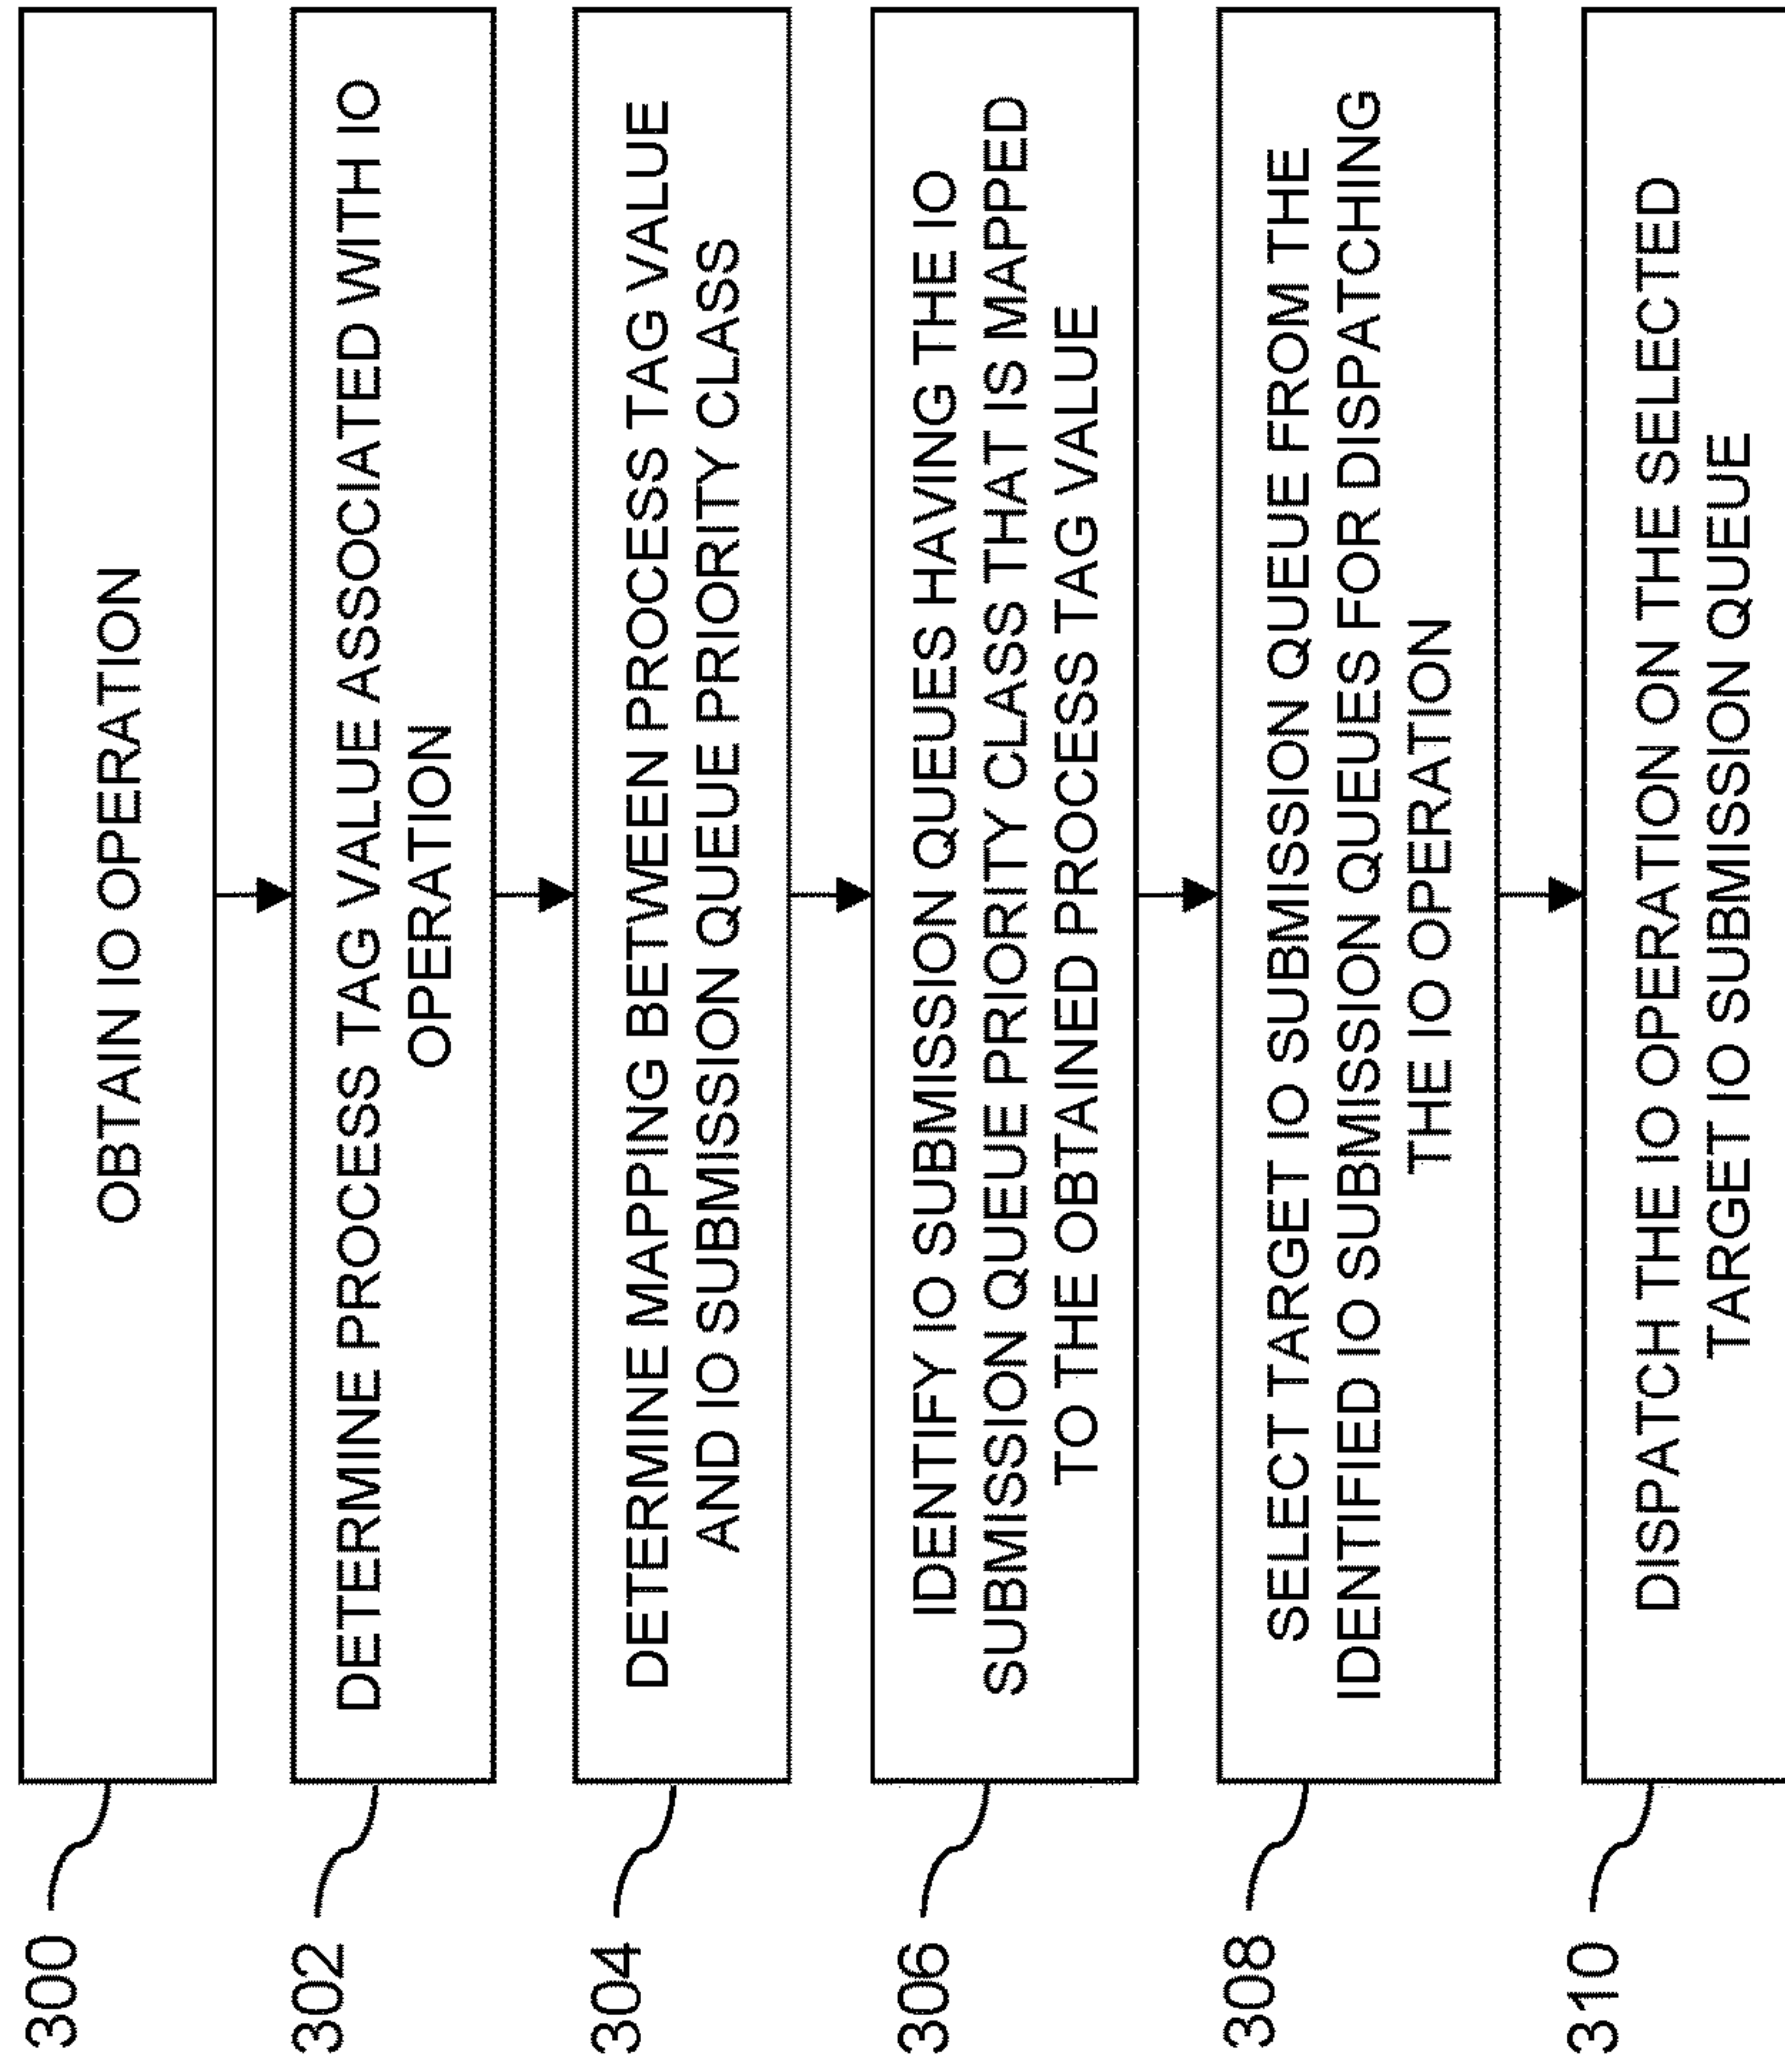 300
OBTAIN IO OPERATION
302
DETERMINE PROCESS TAG VALUE ASSOCIATED WITH IO
OPERATION
304
DETERMINE MAPPING BETWEEN PROCESS TAG VALUE
AND IO SUBMISSION QUEUE PRIORITY CLASS
306
IDENTIFY IO SUBMISSION QUEUES HAVING THE IO
SUBMISSION QUEUE PRIORITY CLASS THAT IS MAPPED
TO THE OBTAINED PROCESS TAG VALUE
308
SELECT TARGET IO SUBMISSION QUEUE FROM THE
IDENTIFIED IO SUBMISSION QUEUES FOR DISPATCHING
THE IO OPERATION
310
DISPATCH THE IO OPERATION ON THE SELECTED
TARGET IO SUBMISSION QUEUE